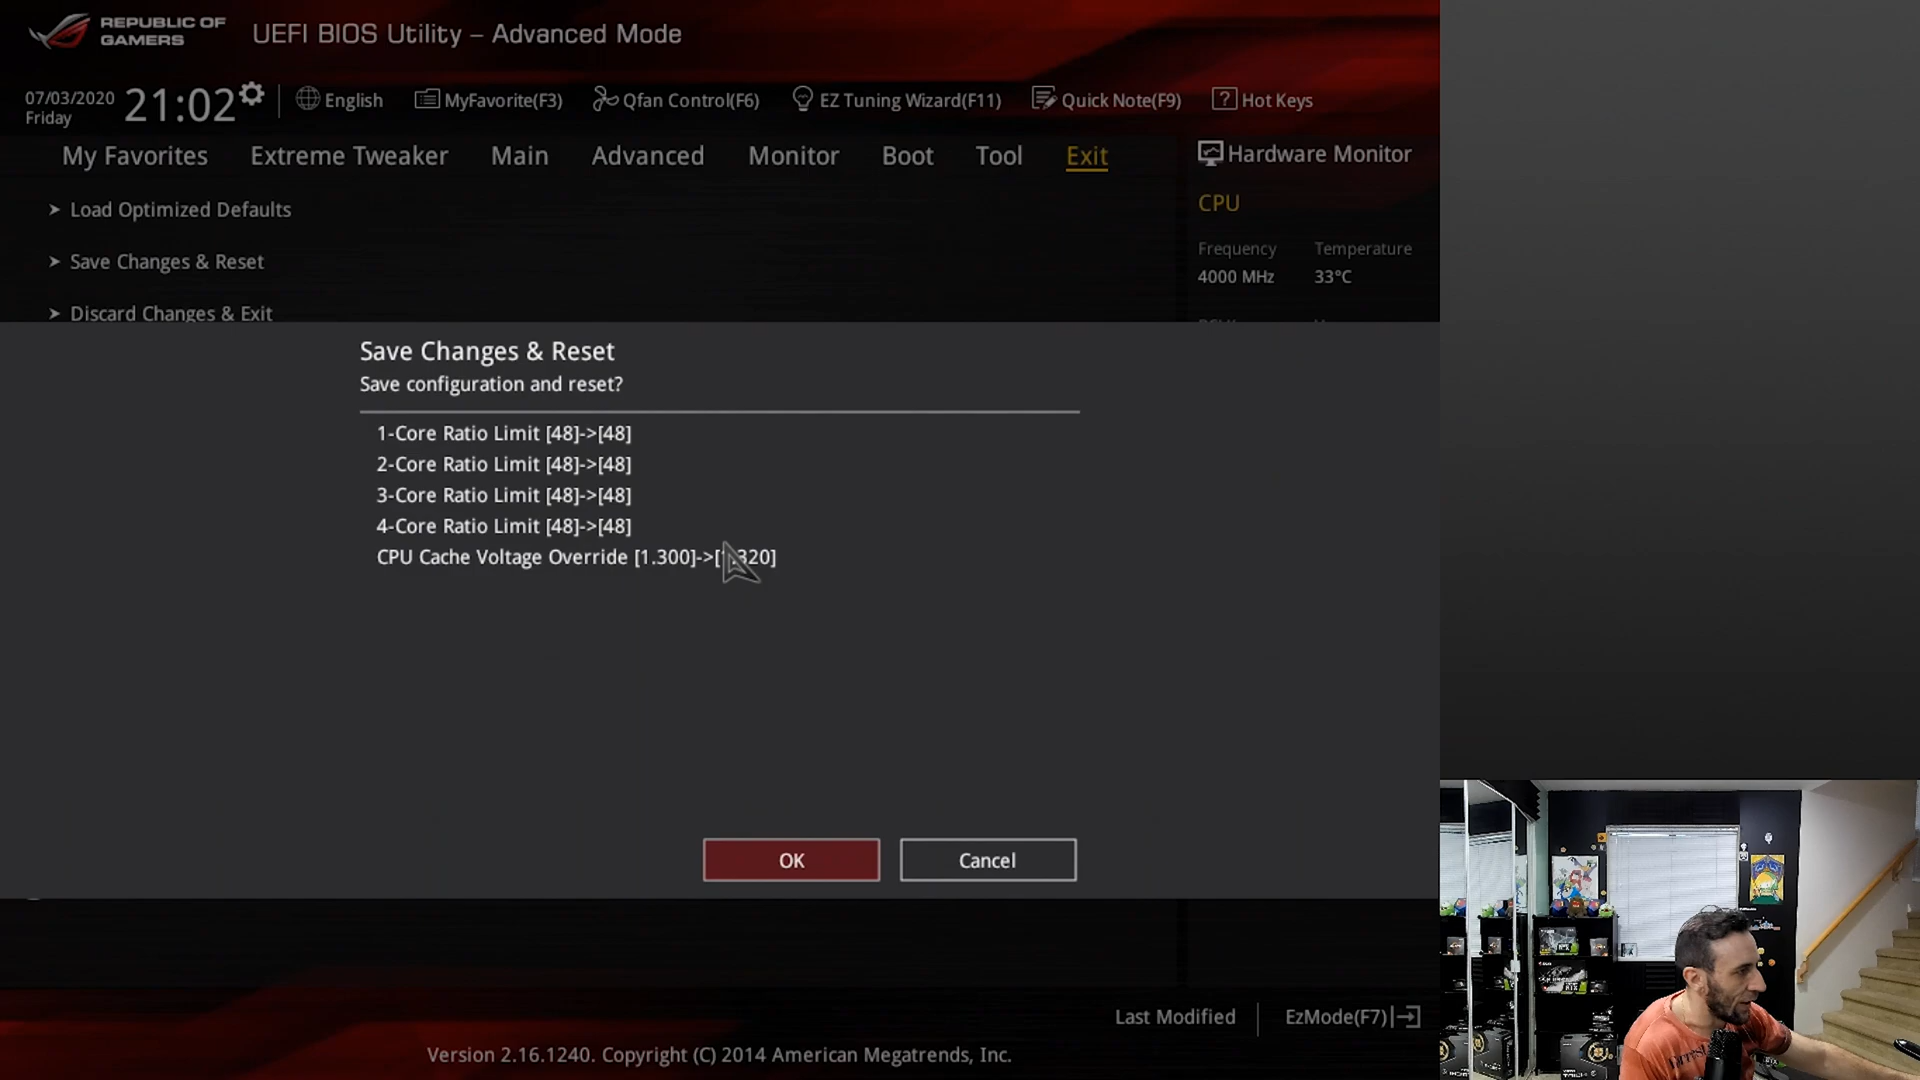 REPUBLIC OF
GAMERS
UEFI BIOS Utility – Advanced Mode
07/03/2020
Friday
21:02
English
MyFavorite(F3)
Qfan Control(F6)
EZ Tuning Wizard(F11)
Quick Note(F9)
? Hot Keys
My Favorites
Extreme Tweaker
Main
Advanced
Monitor
Boot
Tool
Exit
Hardware Monitor
Load Optimized Defaults
Save Changes & Reset
Discard Changes & Exit
CPU
Frequency Temperature
4000 MHz 33°C
Save Changes & Reset
Save configuration and reset?
1-Core Ratio Limit [48]->[48]
2-Core Ratio Limit [48]->[48]
3-Core Ratio Limit [48]->[48]
4-Core Ratio Limit [48]->[48]
CPU Cache Voltage Override [1.300]->[1.320]
OK
Cancel
Last Modified
EzMode(F7)
Version 2.16.1240. Copyright (C) 2014 American Megatrends, Inc.